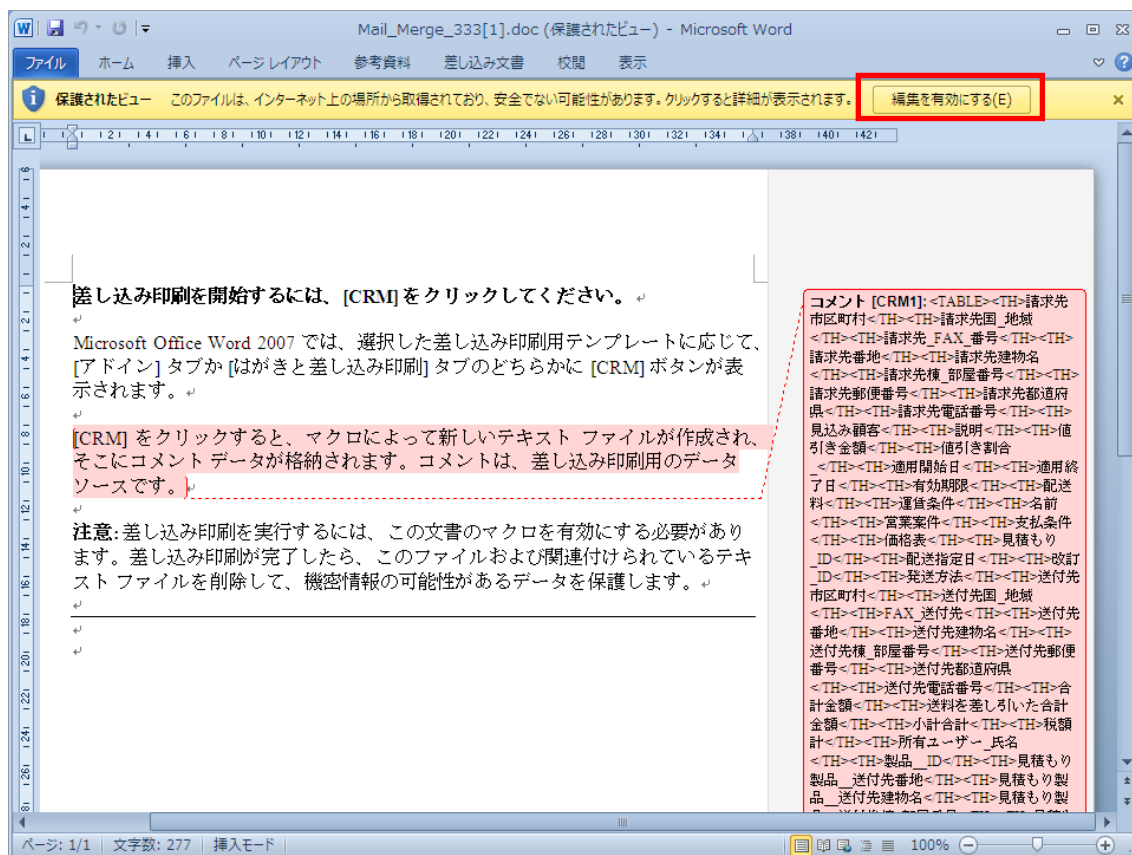 Mail_Merge_333[1].doc (保護されたビュー) - Microsoft Word
ファイル ホーム 挿入 ページ レイアウト 参考資料 差し込み文書 校閲 表示
保護されたビュー このファイルは、インターネット上の場所から取得されており、安全でない可能性があります。クリックすると詳細が表示されます。 編集を有効にする(E)
差し込み印刷を開始するには、[CRM] をクリックしてください。
Microsoft Office Word 2007 では、選択した差し込み印刷用テンプレートに応じて、
[アドイン] タブか [はがきと差し込み印刷] タブのどちらかに [CRM] ボタンが表
示されます。
[CRM] をクリックすると、マクロによって新しいテキスト ファイルが作成され、
そこにコメント データが格納されます。コメントは、差し込み印刷用のデータ
ソースです。
注意: 差し込み印刷を実行するには、この文書のマクロを有効にする必要があり
ます。差し込み印刷が完了したら、このファイルおよび関連付けられているテキ
スト ファイルを削除して、機密情報の可能性があるデータを保護します。
コメント [CRM1]: <TABLE><TH>請求先
市区町村</TH><TH>請求先国_地域
</TH><TH>請求先_FAX_番号</TH><TH>
請求先番地</TH><TH>請求先建物名
</TH><TH>請求先棟_部屋番号</TH><TH>
請求先郵便番号</TH><TH>請求先都道府
県</TH><TH>請求先電話番号</TH><TH>
見込み顧客</TH><TH>説明</TH><TH>値
引き金額</TH><TH>値引き割合
_</TH><TH>適用開始日</TH><TH>適用終
了日</TH><TH>有効期限</TH><TH>配送
料</TH><TH>運賃条件</TH><TH>名前
</TH><TH>営業案件</TH><TH>支払条件
</TH><TH>価格表</TH><TH>見積もり
_ID</TH><TH>配送指定日</TH><TH>改訂
_ID</TH><TH>発送方法</TH><TH>送付先
市区町村</TH><TH>送付先国_地域
</TH><TH>FAX_送付先</TH><TH>送付先
番地</TH><TH>送付先建物名</TH><TH>
送付先棟_部屋番号</TH><TH>送付先郵便
番号</TH><TH>送付先都道府県
</TH><TH>送付先電話番号</TH><TH>合
計金額</TH><TH>送料を差し引いた合計
金額</TH><TH>小計合計</TH><TH>税額
計</TH><TH>所有ユーザー_氏名
</TH><TH>製品__ID</TH><TH>見積もり
製品__送付先番地</TH><TH>見積もり製
品__送付先建物名</TH><TH>見積もり製
ページ: 1/1 文字数: 277 挿入モード 100%